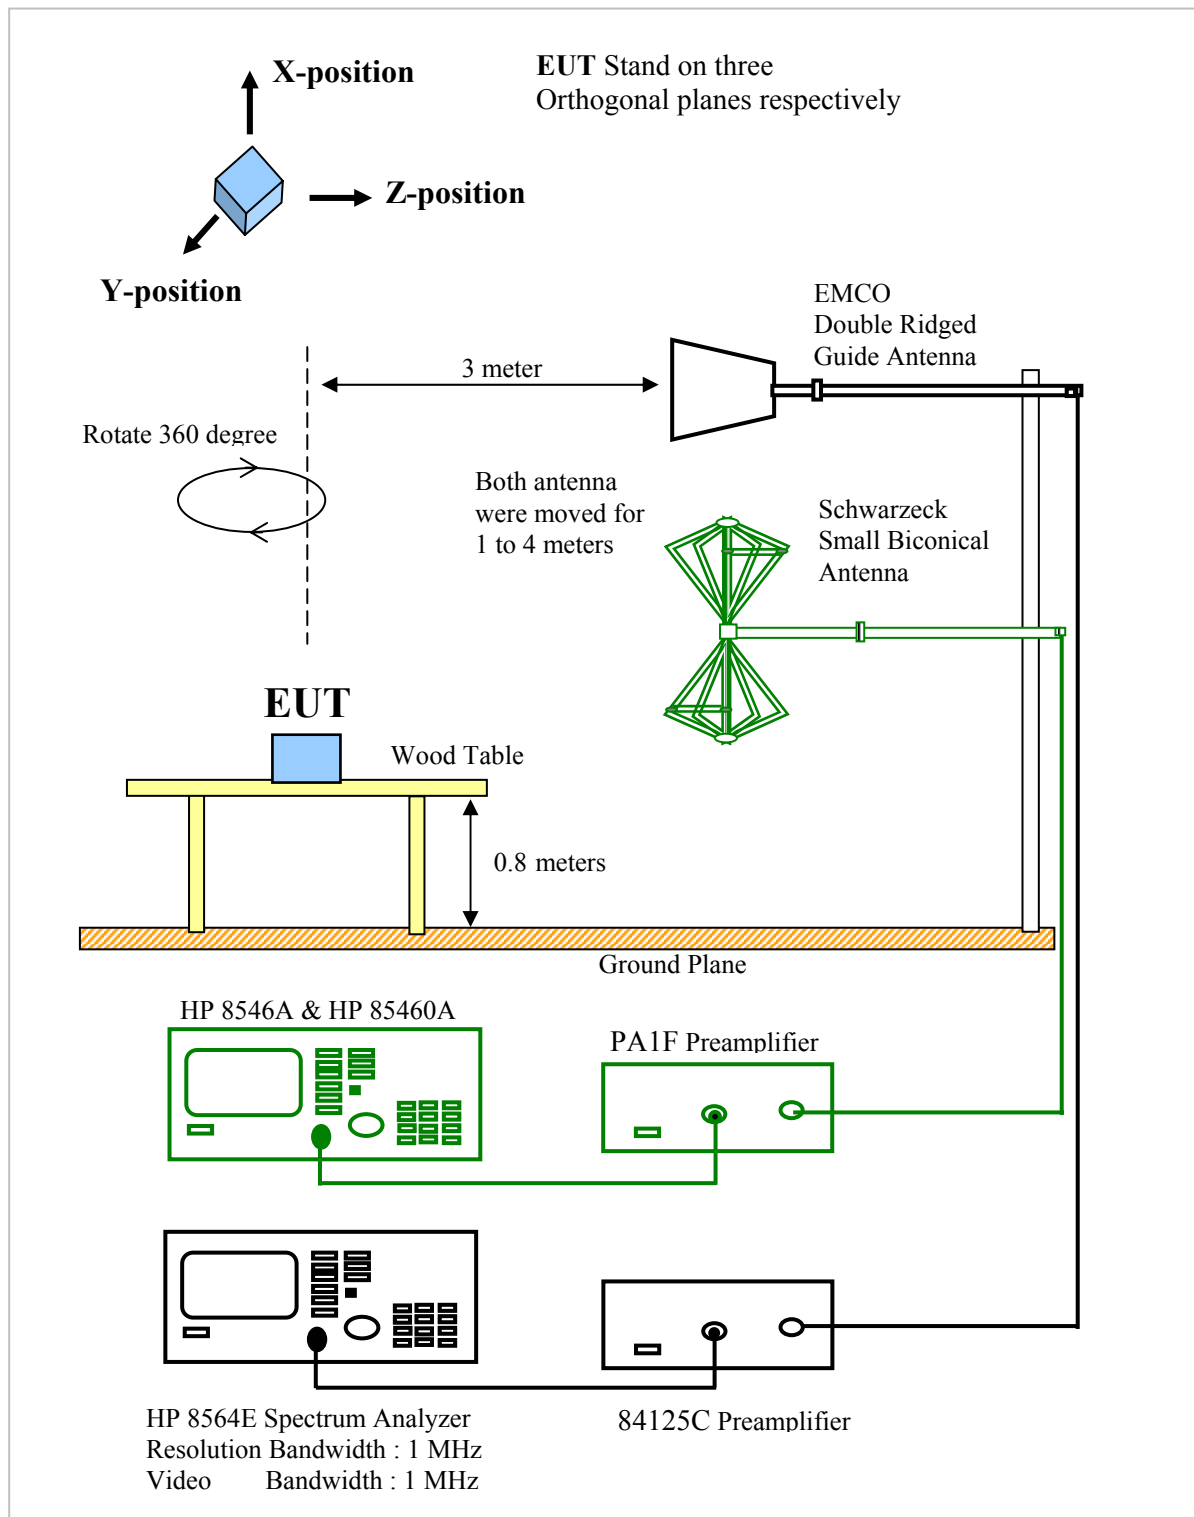 X-position
EUT Stand on three
Orthogonal planes respectively
Z-position
Y-position
EMCO
Double Ridged
Guide Antenna
3 meter
Rotate 360 degree
Both antenna
were moved for
1 to 4 meters
Schwarzeck
Small Biconical
Antenna
EUT
Wood Table
0.8 meters
Ground Plane
HP 8546A & HP 85460A
PA1F Preamplifier
HP 8564E Spectrum Analyzer
Resolution Bandwidth : 1 MHz
Video Bandwidth : 1 MHz
84125C Preamplifier